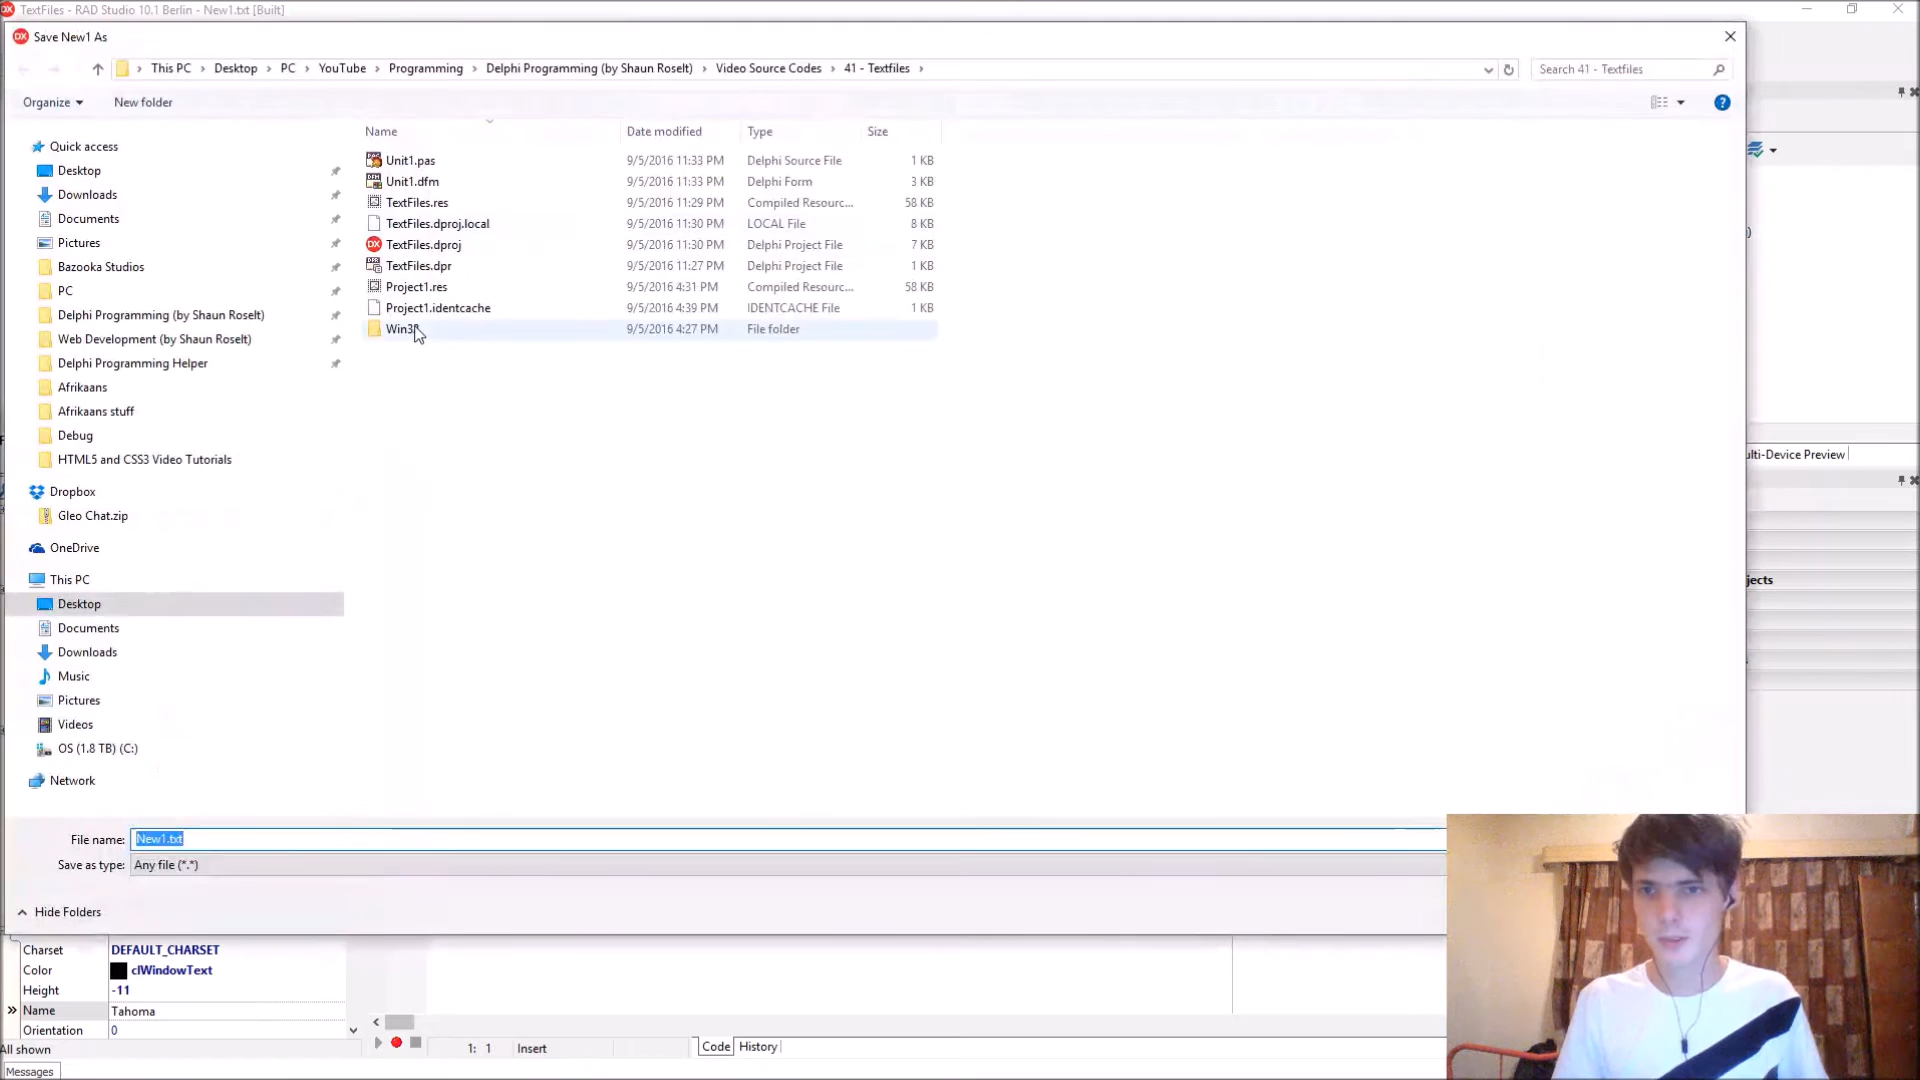 TextFiles - RAD Studio 10.1 Berlin - New1.txt [Built]
Save New1 As
This PC > Desktop > PC > YouTube > Programming > Delphi Programming (by Shaun Roselt) > Video Source Codes > 41 - Textfiles >
Search 41 - Textfiles
Organize New folder
Name Date modified Type Size
Quick access
Desktop
Downloads
Documents
Pictures
Bazooka Studios
PC
Delphi Programming (by Shaun Roselt)
Web Development (by Shaun Roselt)
Delphi Programming Helper
Afrikaans
Afrikaans stuff
Debug
HTML5 and CSS3 Video Tutorials
Dropbox
Gleo Chat.zip
OneDrive
This PC
Desktop
Documents
Downloads
Music
Pictures
Videos
OS (1.8 TB) (C:)
Network
Unit1.pas 9/5/2016 11:33 PM Delphi Source File 1 KB
Unit1.dfm 9/5/2016 11:33 PM Delphi Form 3 KB
TextFiles.res 9/5/2016 11:29 PM Compiled Resourc... 58 KB
TextFiles.dproj.local 9/5/2016 11:30 PM LOCAL File 8 KB
TextFiles.dproj 9/5/2016 11:30 PM Delphi Project File 7 KB
TextFiles.dpr 9/5/2016 11:27 PM Delphi Project File 1 KB
Project1.res 9/5/2016 4:31 PM Compiled Resourc... 58 KB
Project1.identcache 9/5/2016 4:39 PM IDENTCACHE File 1 KB
9/5/2016 4:27 PM File folder
ulti-Device Preview
jects
File name: New1.txt
Save as type: Any file (*.*)
Hide Folders
Charset DEFAULT_CHARSET
Color clWindowText
Height -11
» Name Tahoma
Orientation 0
All shown
1: 1 Insert
Code History
Messages